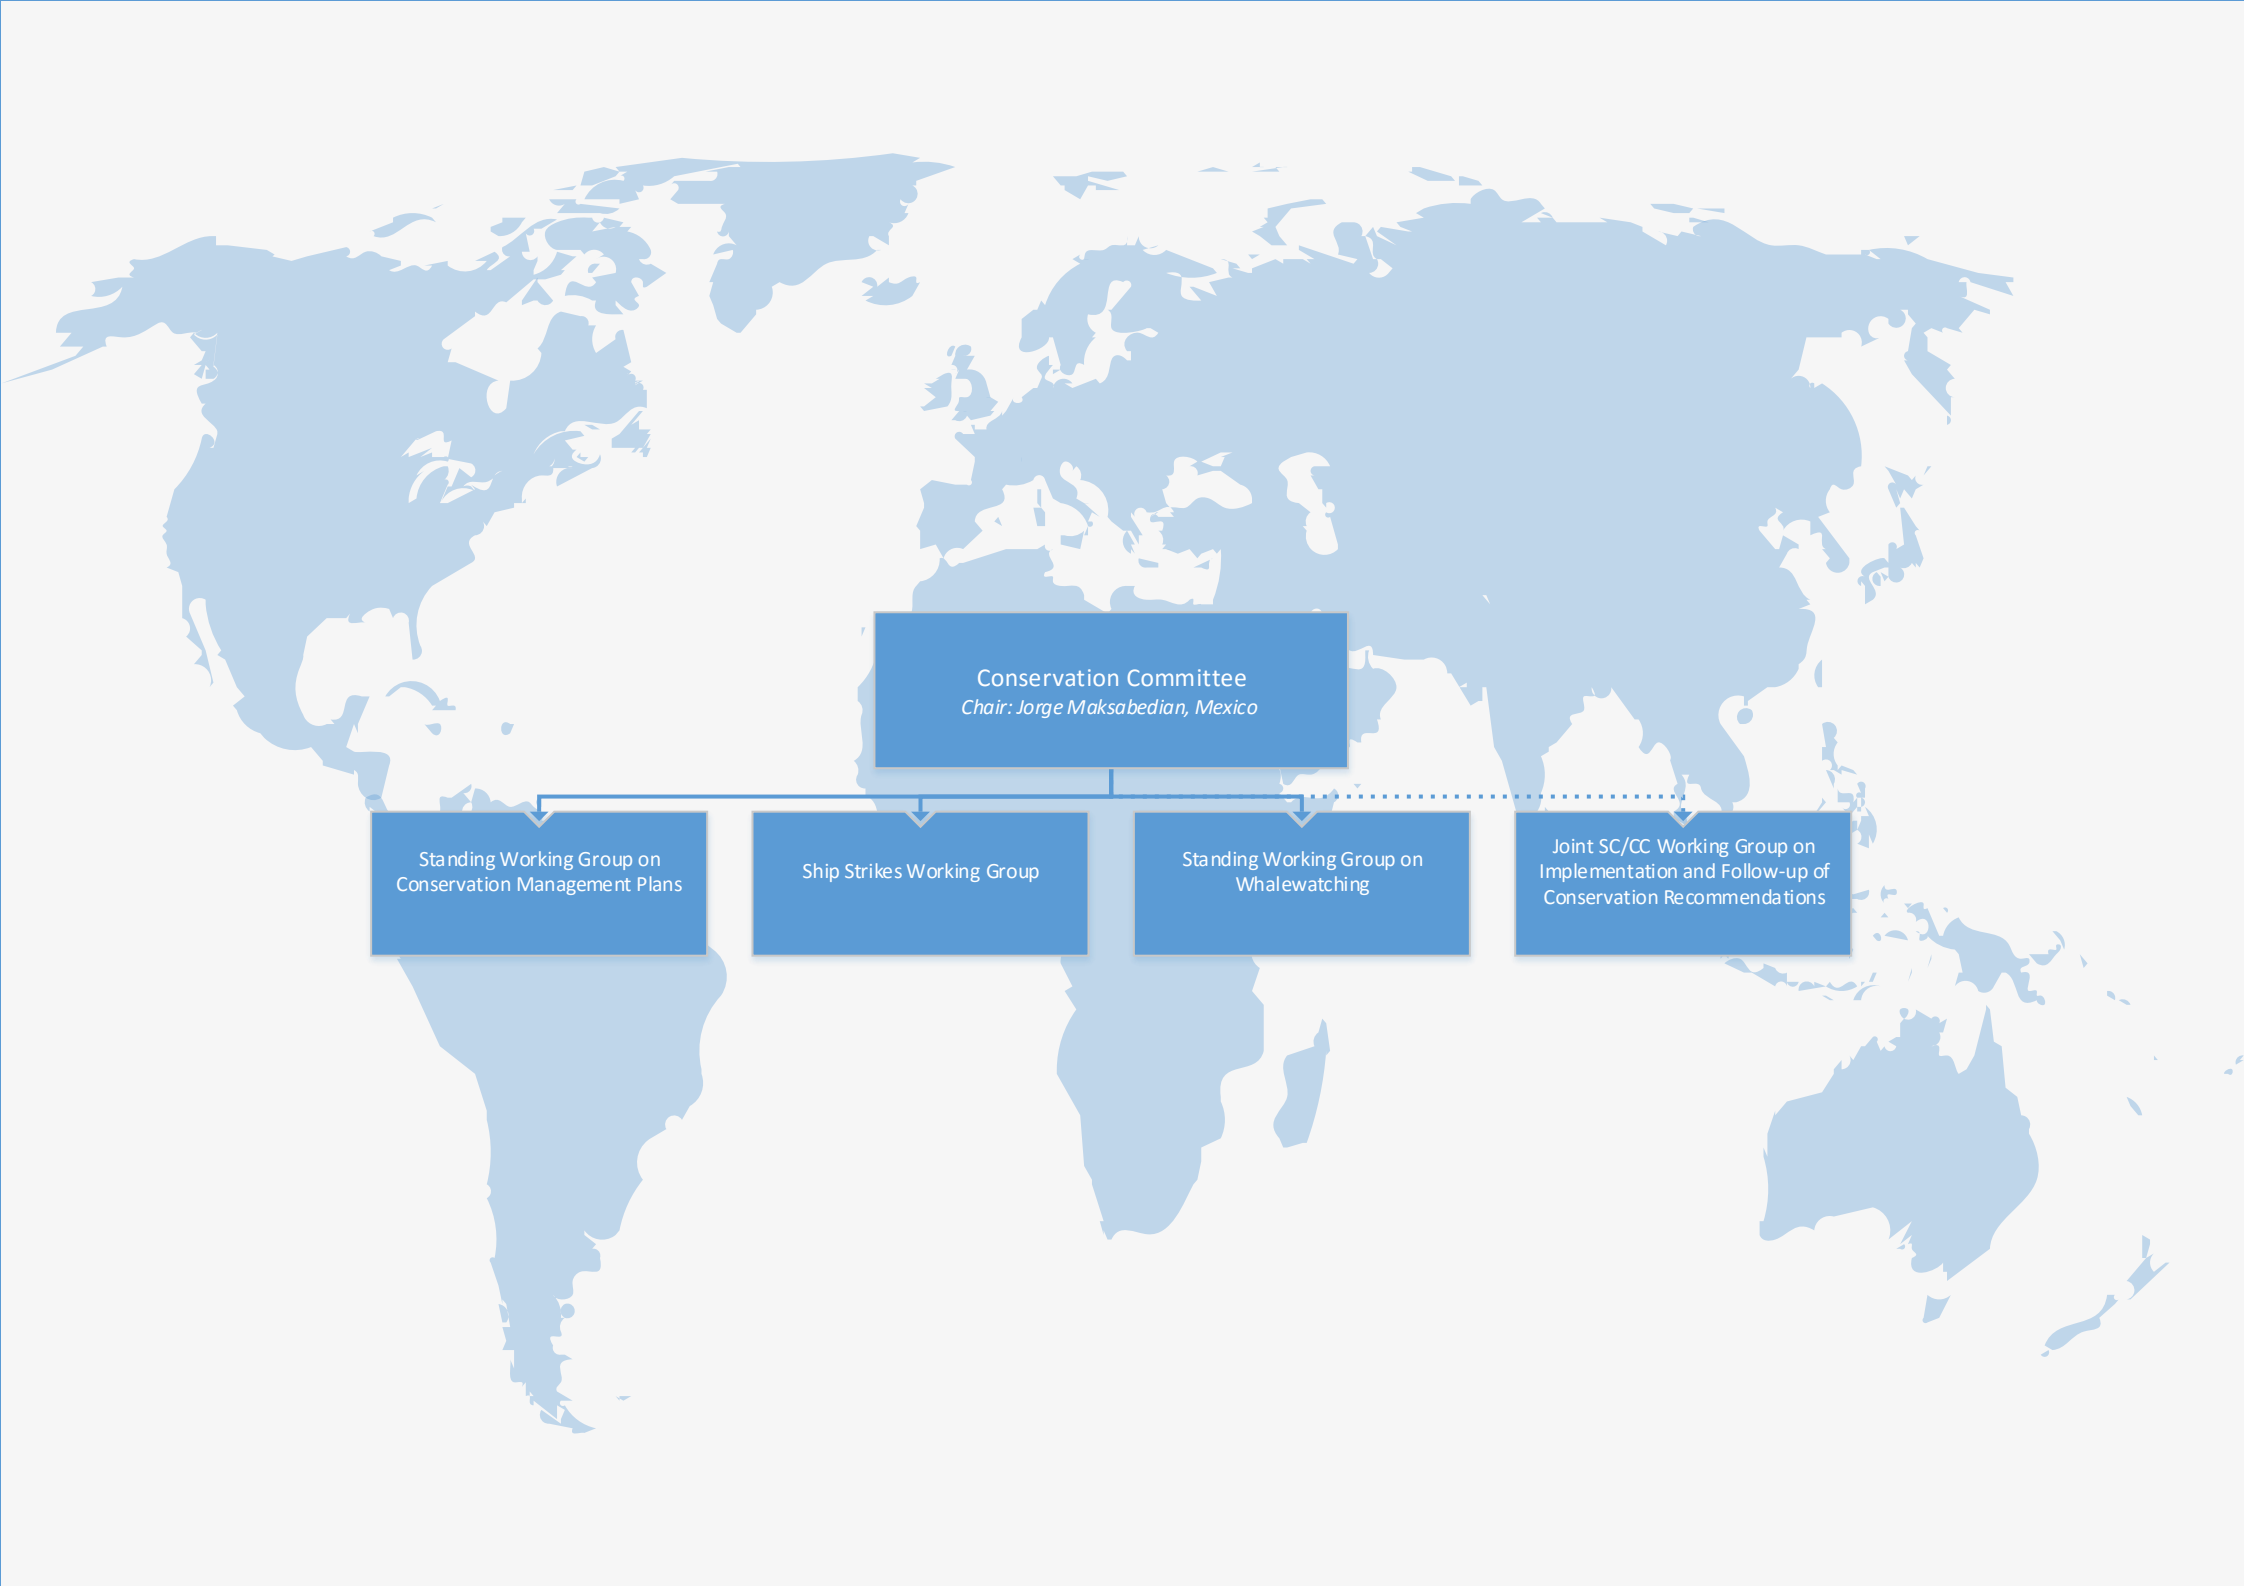 Conservation Committee
Chair: Jorge Maksabedian, Mexico
Standing Working Group on
Conservation Management Plans
Ship Strikes Working Group
Standing Working Group on
Whalewatching
Joint SC/CC Working Group on
Implementation and Follow-up of
Conservation Recommendations